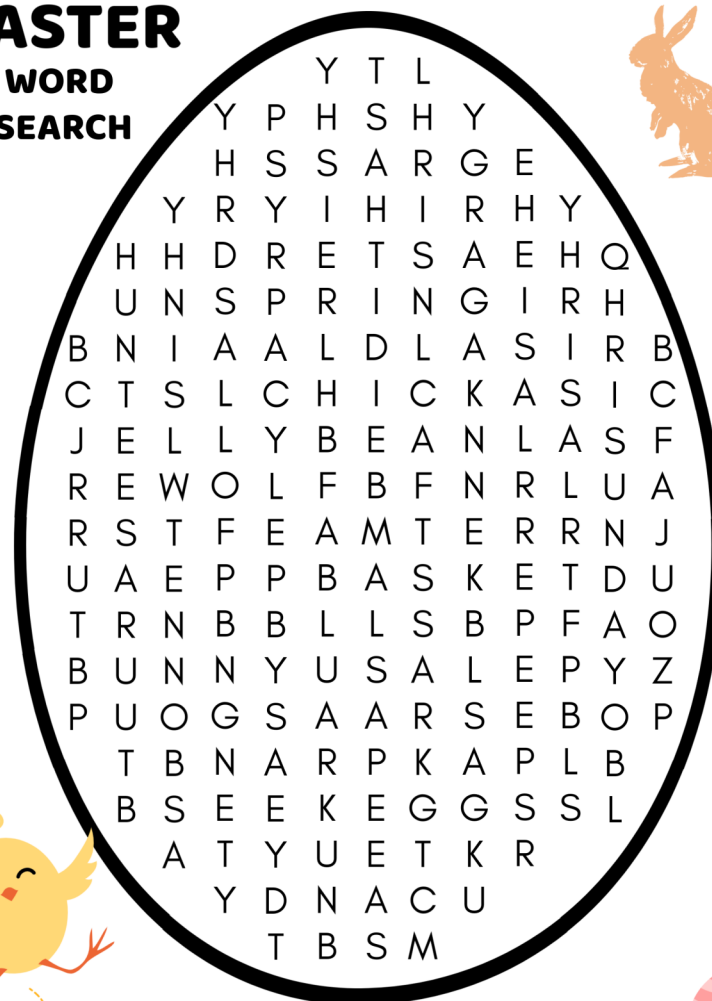 ASTER
WORD
SEARCH
Y T L
Y P H S H Y
H S S A R G E
Y R Y I H I R H Y
H H D R E T S A E H Q
U N S P R I N G I R H
B N I A A L D L A S I R B
C T S L C H I C K A S I C
J E L L Y B E A N L A S F
R E W O L F B F N R L U A
R S T F E A M T E R R N J
U A E P P B A S K E T D U
T R N B B L L S B P F A O
B U N N Y U S A L E P Y Z
P U O G S A A R S E B O P
T B N A R P K A P L B
B S E E K E G G S S L
A T Y U E T K R
Y D N A C U
T B S M